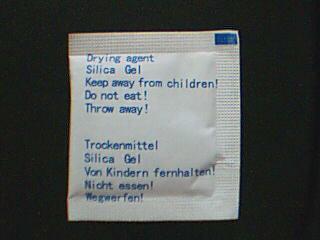 Drying agent
Silica Gel
Keep away from children!
Do not eat!
Throw away!
Trockenmittel
Silica Gel
Von Kindern fernhalten!
Nicht essen!
Wegwerfen!